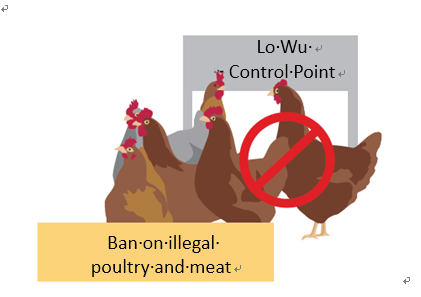 Lo Wu
Control Point
Ban on illegal
poultry and meat